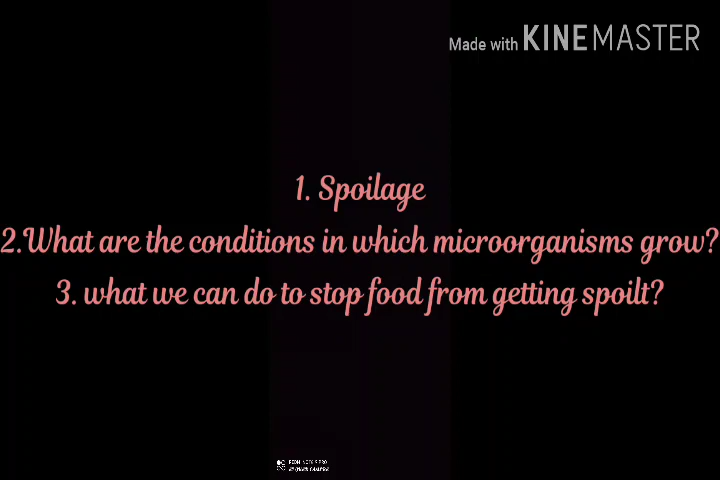 Made with KINEMASTER
1. Spoilage
2.What are the conditions in which microorganisms grow?
3. what we can do to stop food from getting spoilt?